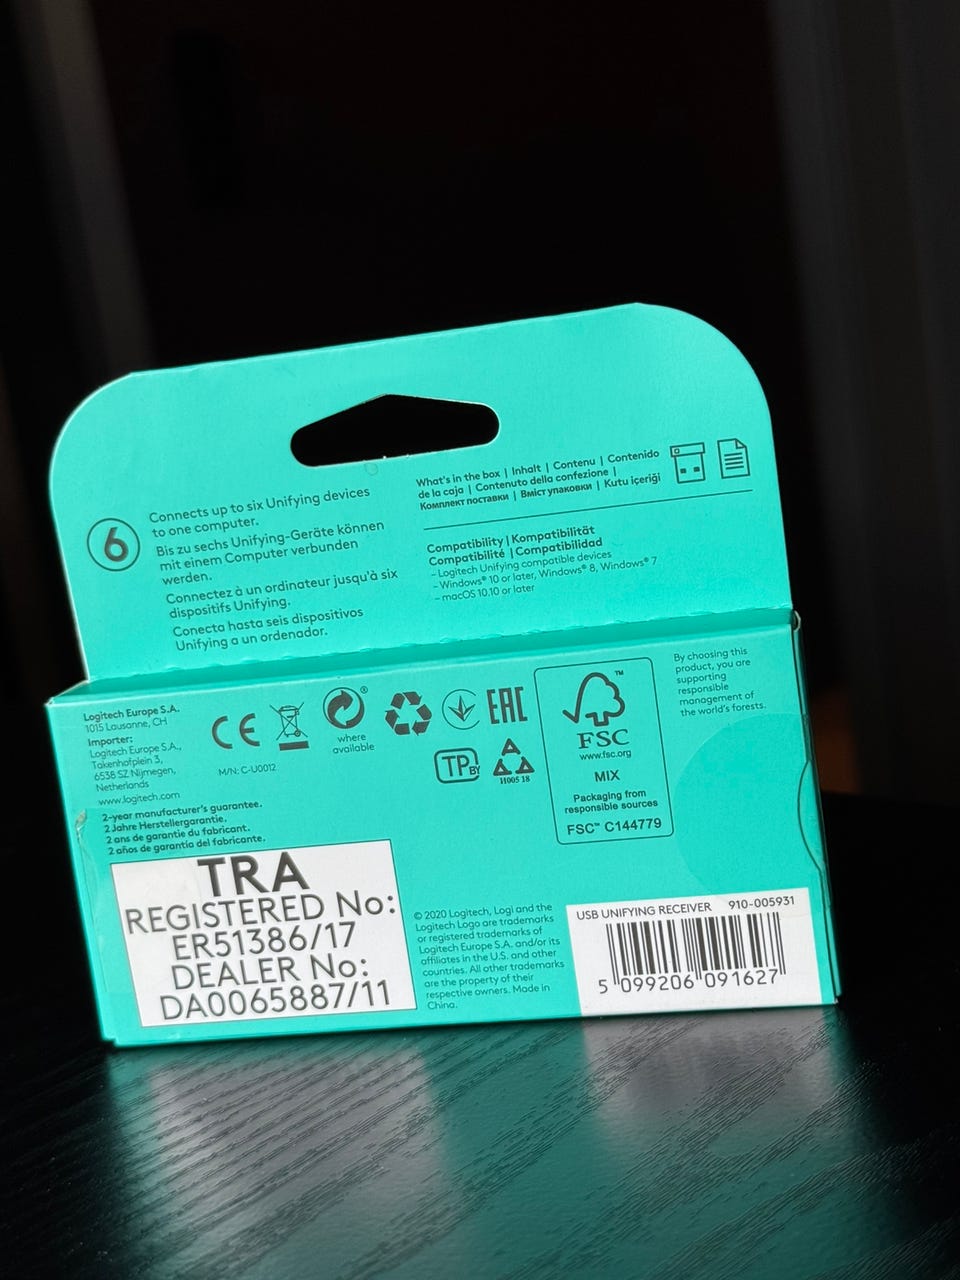 6
Connects up to six Unifying devices
to one computer.
Bis zu sechs Unifying-Geräte können
mit einem Computer verbunden
werden.
Connectez à un ordinateur jusqu'à six
dispositifs Unifying.
Conecta hasta seis dispositivos
Unifying a un ordenador.
What's in the box | Inhalt | Contenu | Contenido
de la caja | Contenuto della confezione |
Комплект поставки | Вміст упаковки | Kutu içeriği
Compatibility | Kompatibilität
Compatibilité | Compatibilidad
– Logitech Unifying compatible devices
– Windows® 10 or later, Windows® 8, Windows® 7
– macOS 10.10 or later
Logitech Europe S.A.
1015 Lausanne, CH
Importer:
Logitech Europe S.A.,
Takenhofplein 3,
6538 SZ Nijmegen,
Netherlands
www.logitech.com
2-year manufacturer's guarantee.
2 Jahre Herstellergarantie.
2 ans de garantie du fabricant.
2 años de garantía del fabricante.
CE
M/N: C-U0012
®
where
available
EAC
TP BY
H005 18
™
FSC
www.fsc.org
MIX
Packaging from
responsible sources
FSC™ C144779
By choosing this
product, you are
supporting
responsible
management of
the world's forests.
TRA
REGISTERED No:
ER51386/17
DEALER No:
DA0065887/11
© 2020 Logitech, Logi and the
Logitech Logo are trademarks
or registered trademarks of
Logitech Europe S.A. and/or its
affiliates in the U.S. and other
countries. All other trademarks
are the property of their
respective owners. Made in
China.
USB UNIFYING RECEIVER 910-005931
5 099206 091627